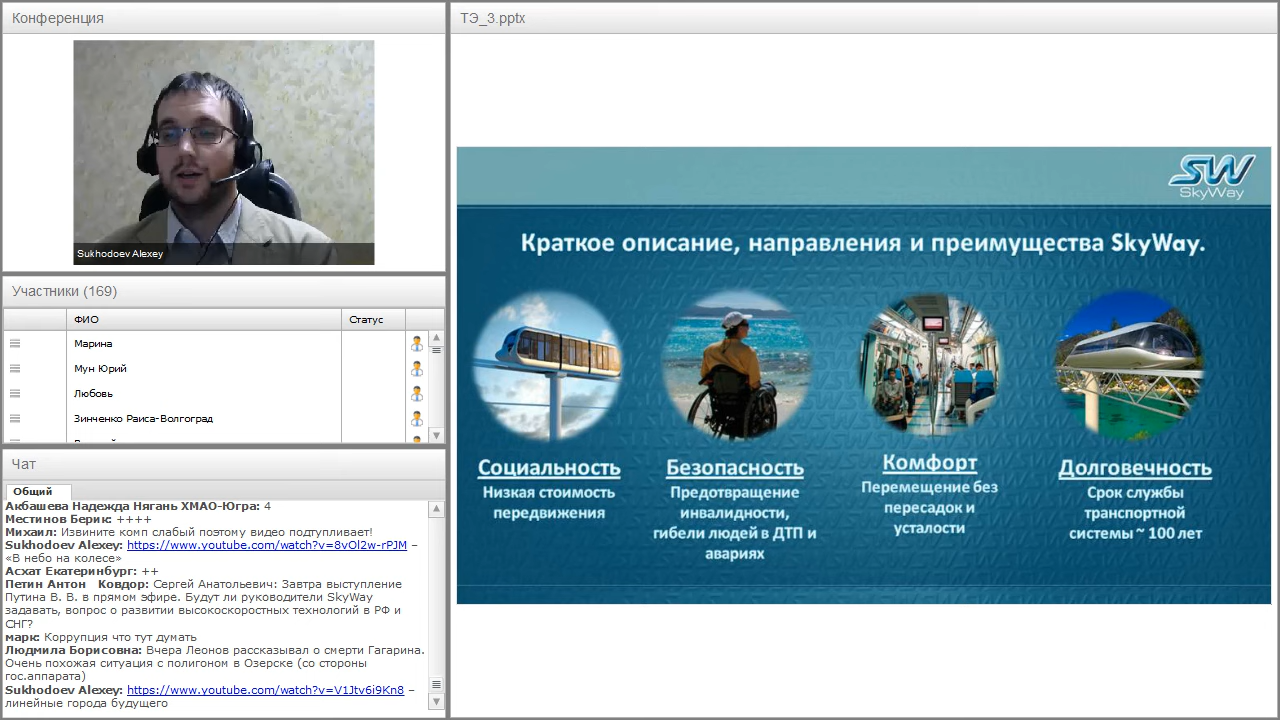 Конференция
Sukhodoev Alexey
Участники (169)
ФИО
Статус
Марина
Мун Юрий
Любовь
Зинченко Раиса-Волгоград
Чат
Общий
Акбашева Надежда Нягань ХМАО-Югра: 4
Местинов Берик: ++++
Михаил: Извините комп слабый поэтому видео подтупливает!
Sukhodoev Alexey: https://www.youtube.com/watch?v=8vOl2w-rPJM –
«В небо на колесе»
Асхат Екатеринбург: ++
Петин Антон Ковдор: Сергей Анатольевич: Завтра выступление
Путина В. В. в прямом эфире. Будут ли руководители SkyWay
задавать, вопрос о развитии высокоскоростных технологий в РФ и
СНГ?
марк: Коррупция что тут думать
Людмила Борисовна: Вчера Леонов рассказывал о смерти Гагарина.
Очень похожая ситуация с полигоном в Озерске (со стороны
гос.аппарата)
Sukhodoev Alexey: https://www.youtube.com/watch?v=V1Jtv6i9Kn8 –
линейные города будущего
ТЭ_3.pptx
SW
SkyWay
Краткое описание, направления и преимущества SkyWay.
Социальность
Низкая стоимость
передвижения
Безопасность
Предотвращение
инвалидности,
гибели людей в ДТП и
авариях
Комфорт
Перемещение без
пересадок и
усталости
Долговечность
Срок службы
транспортной
системы ~ 100 лет